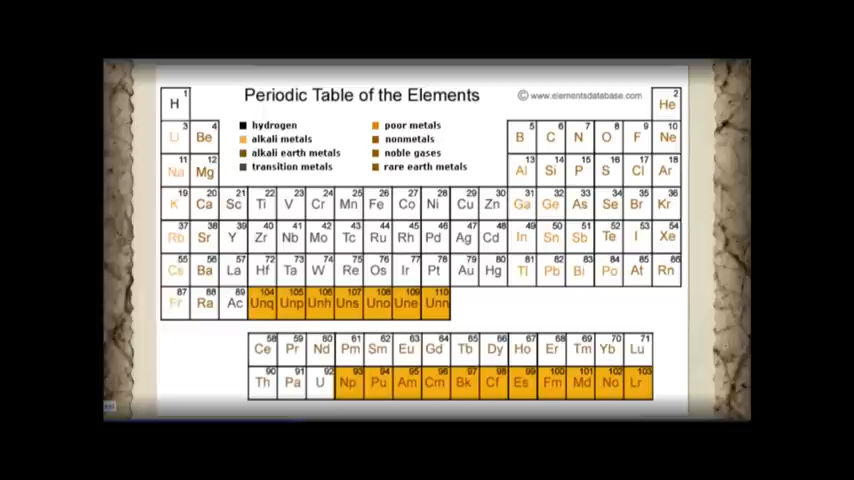 Periodic Table of the Elements
© www.elementsdatabase.com
hydrogen
alkali metals
alkali earth metals
transition metals
poor metals
nonmetals
noble gases
rare earth metals
1 2
H He
3 4 5 6 7 8 9 10
Li Be B C N O F Ne
11 12 13 14 15 16 17 18
Na Mg Al Si P S Cl Ar
19 20 21 22 23 24 25 26 27 28 29 30 31 32 33 34 35 36
K Ca Sc Ti V Cr Mn Fe Co Ni Cu Zn Ga Ge As Se Br Kr
37 38 39 40 41 42 43 44 45 46 47 48 49 50 51 52 53 54
Rb Sr Y Zr Nb Mo Tc Ru Rh Pd Ag Cd In Sn Sb Te I Xe
55 56 57 72 73 74 75 76 77 78 79 80 81 82 83 84 85 86
Cs Ba La Hf Ta W Re Os Ir Pt Au Hg Tl Pb Bi Po At Rn
87 88 89 104 105 106 107 108 109 110
Fr Ra Ac Unq Unp Unh Uns Uno Une Unn
58 59 60 61 62 63 64 65 66 67 68 69 70 71
Ce Pr Nd Pm Sm Eu Gd Tb Dy Ho Er Tm Yb Lu
90 91 92 93 94 95 96 97 98 99 100 101 102 103
Th Pa U Np Pu Am Cm Bk Cf Es Fm Md No Lr